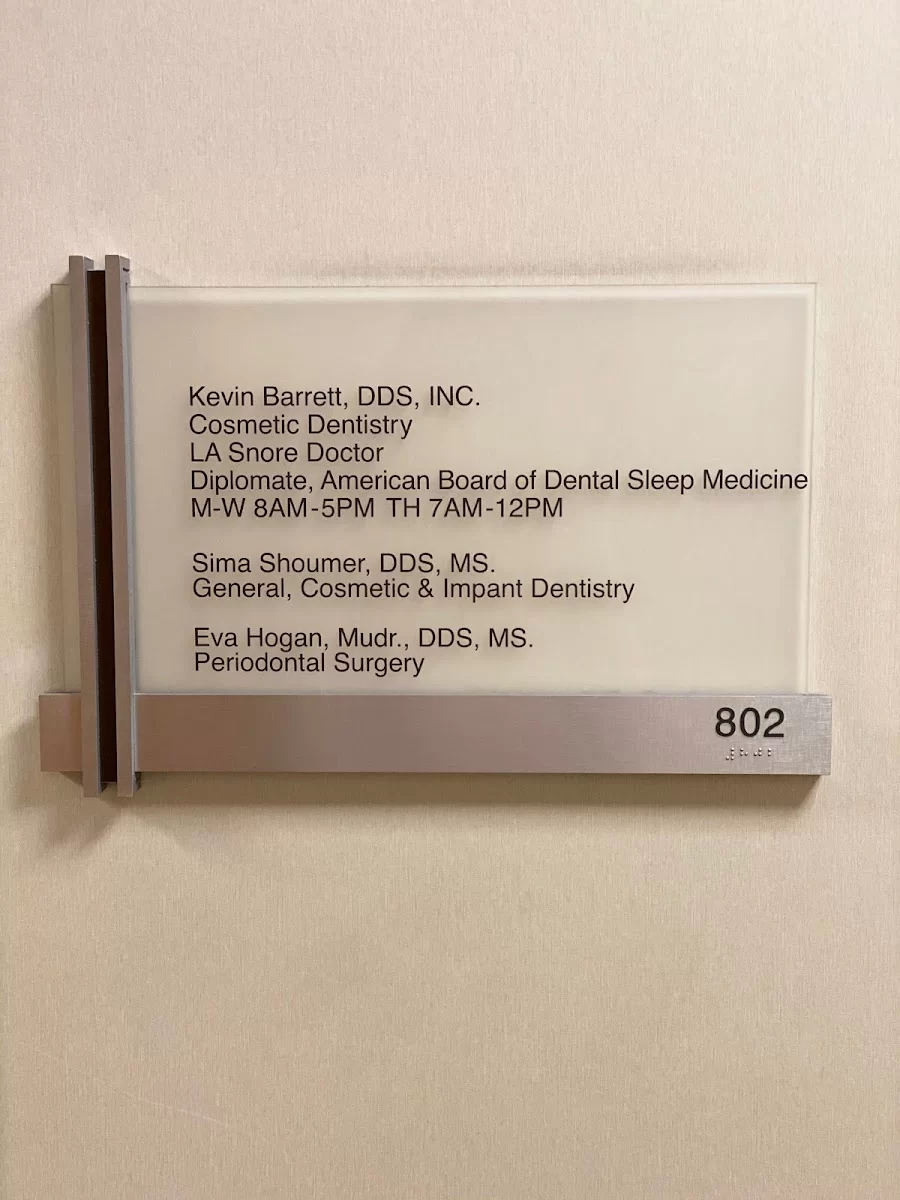 Kevin Barrett, DDS, INC.
Cosmetic Dentistry
LA Snore Doctor
Diplomate, American Board of Dental Sleep Medicine
M-W 8AM-5PM TH 7AM-12PM
Sima Shoumer, DDS, MS.
General, Cosmetic & Impant Dentistry
Eva Hogan, Mudr., DDS, MS.
Periodontal Surgery
802
⠼⠓⠚⠃